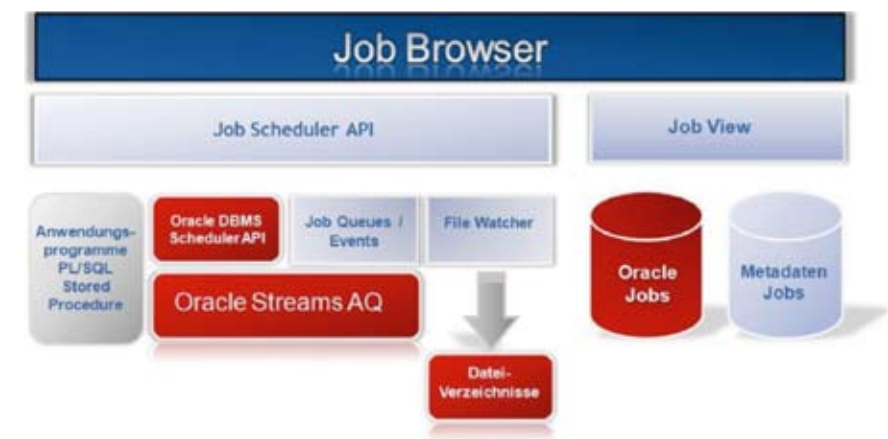 Job Browser
Job Scheduler API
Job View
Anwendungs-
programme
PL/SQL
Stored
Procedure
Oracle DBMS
Scheduler API
Job Queues /
Events
File Watcher
Oracle Streams AQ
Datei-
Verzeichnisse
Oracle
Jobs
Metadaten
Jobs